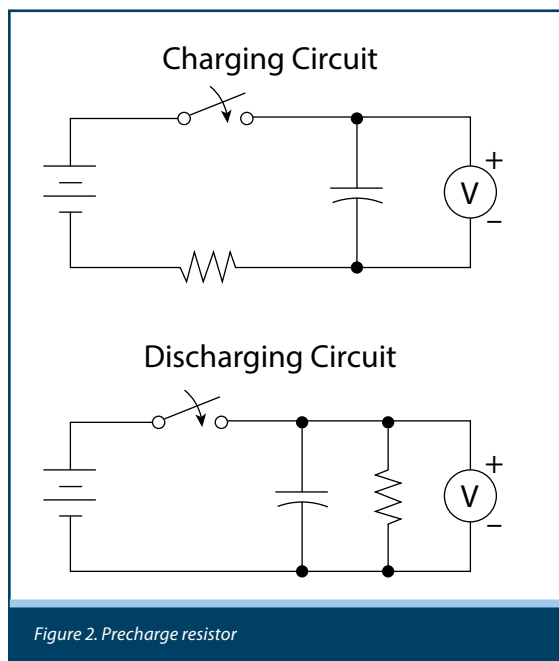 Charging Circuit
+
V
−
Discharging Circuit
+
V
−
Figure 2. Precharge resistor